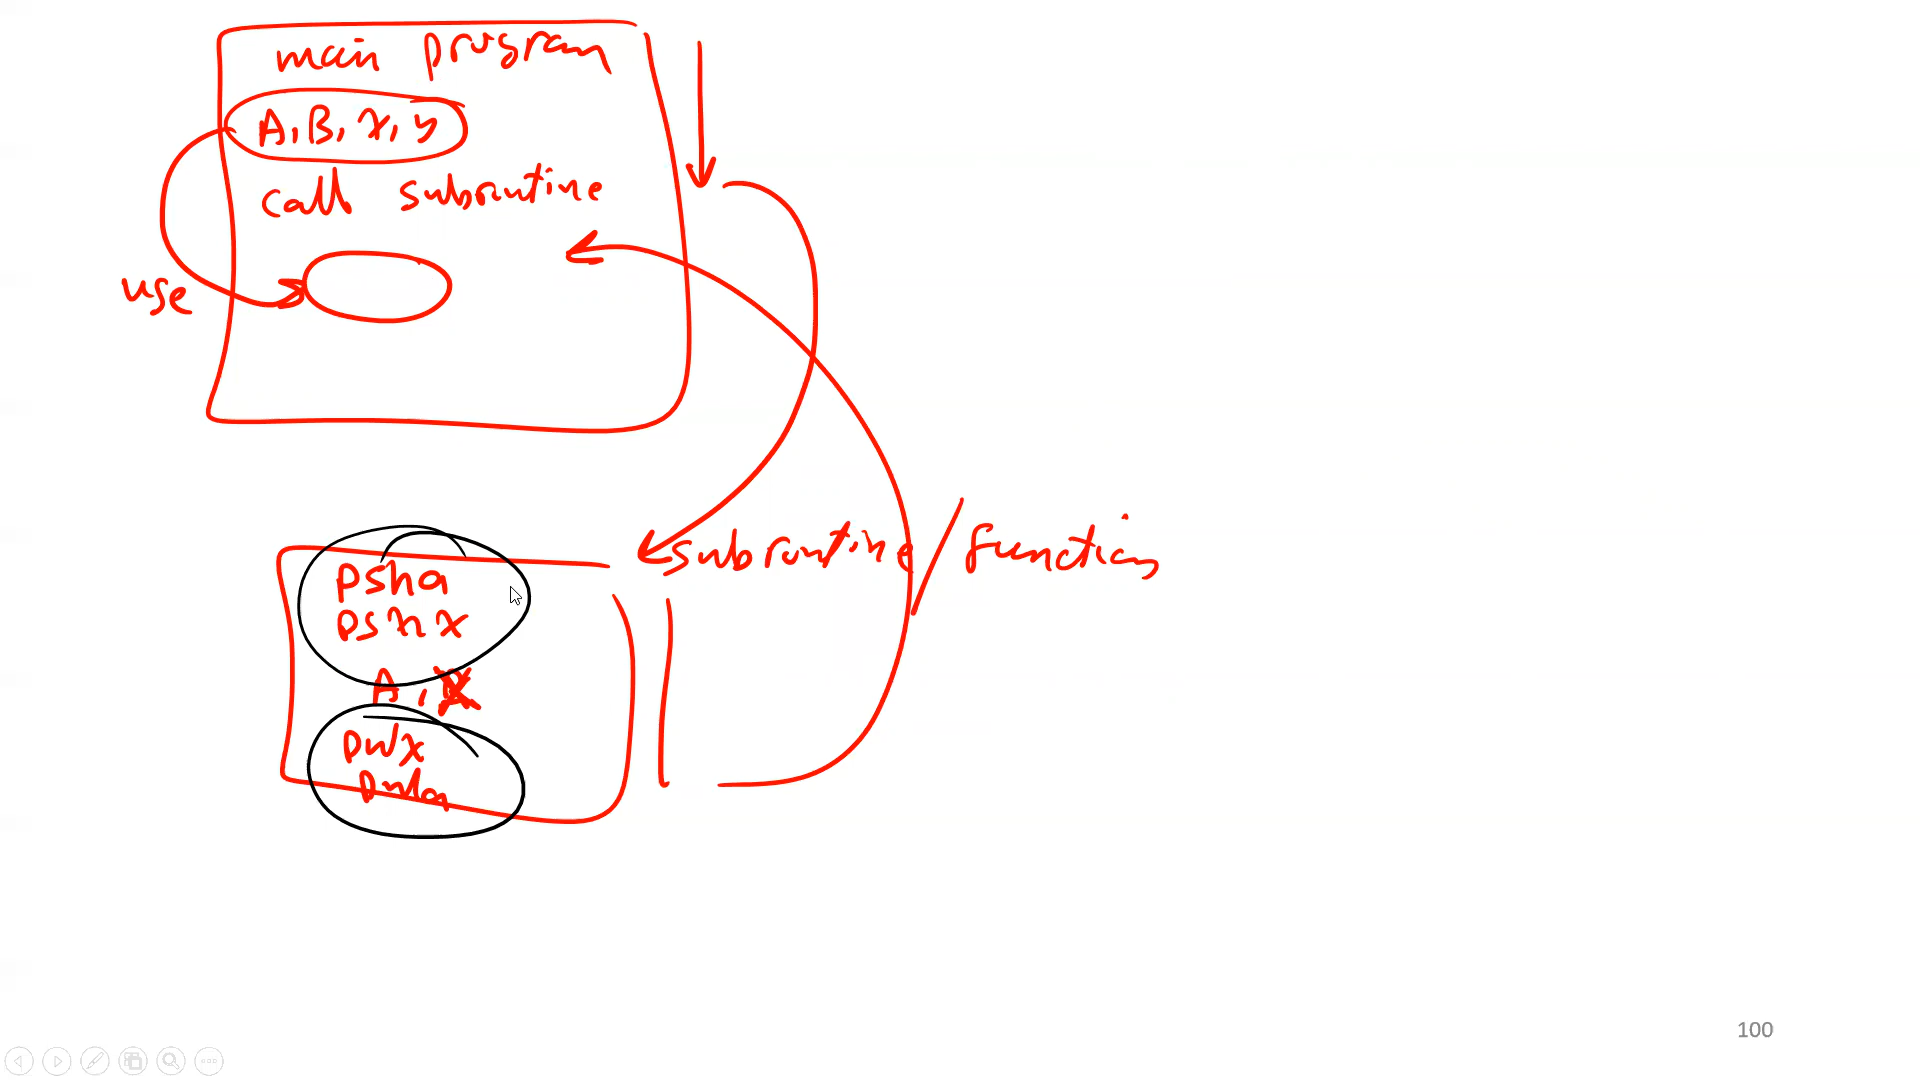 main program
A, B, X, Y
call subroutine
use
subroutine / function
psha
pshx
A, X
pulx
pula
100